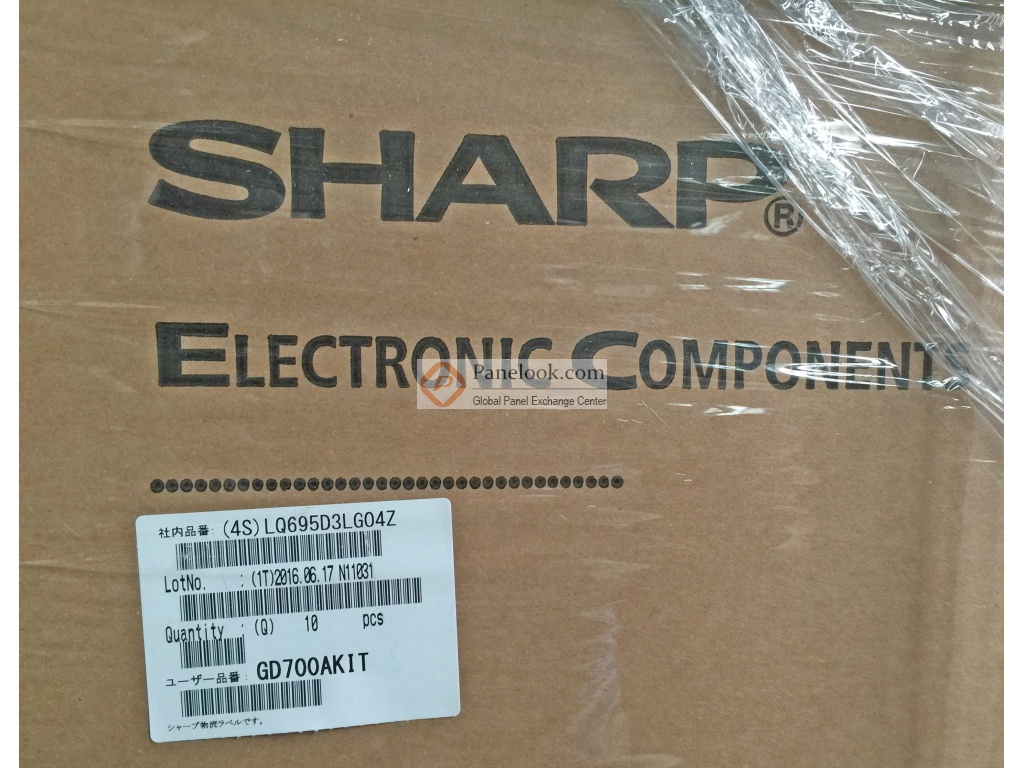 SHARP®
ELECTRONIC COMPONENTS
Panelook.com
Global Panel Exchange Center
社内品番: (4S)LQ695D3LG04Z
LotNo. : (1T)2016.06.17 N11031
Quantity : (Q) 10 pcs
ユーザー品番: GD700AKIT
シャープ物流ラベルです。